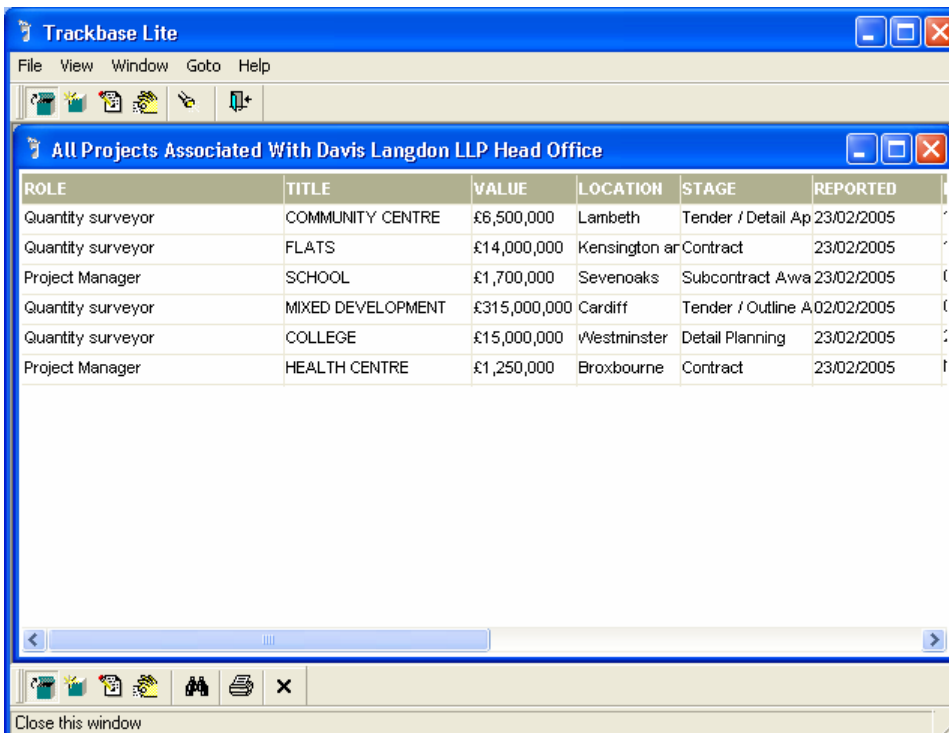 Trackbase Lite
File View Window Goto Help
All Projects Associated With Davis Langdon LLP Head Office
ROLE TITLE VALUE LOCATION STAGE REPORTED
Quantity surveyor COMMUNITY CENTRE £6,500,000 Lambeth Tender / Detail Ap 23/02/2005
Quantity surveyor FLATS £14,000,000 Kensington ar Contract 23/02/2005
Project Manager SCHOOL £1,700,000 Sevenoaks Subcontract Awa 23/02/2005
Quantity surveyor MIXED DEVELOPMENT £315,000,000 Cardiff Tender / Outline A 02/02/2005
Quantity surveyor COLLEGE £15,000,000 Westminster Detail Planning 23/02/2005
Project Manager HEALTH CENTRE £1,250,000 Broxbourne Contract 23/02/2005
Close this window